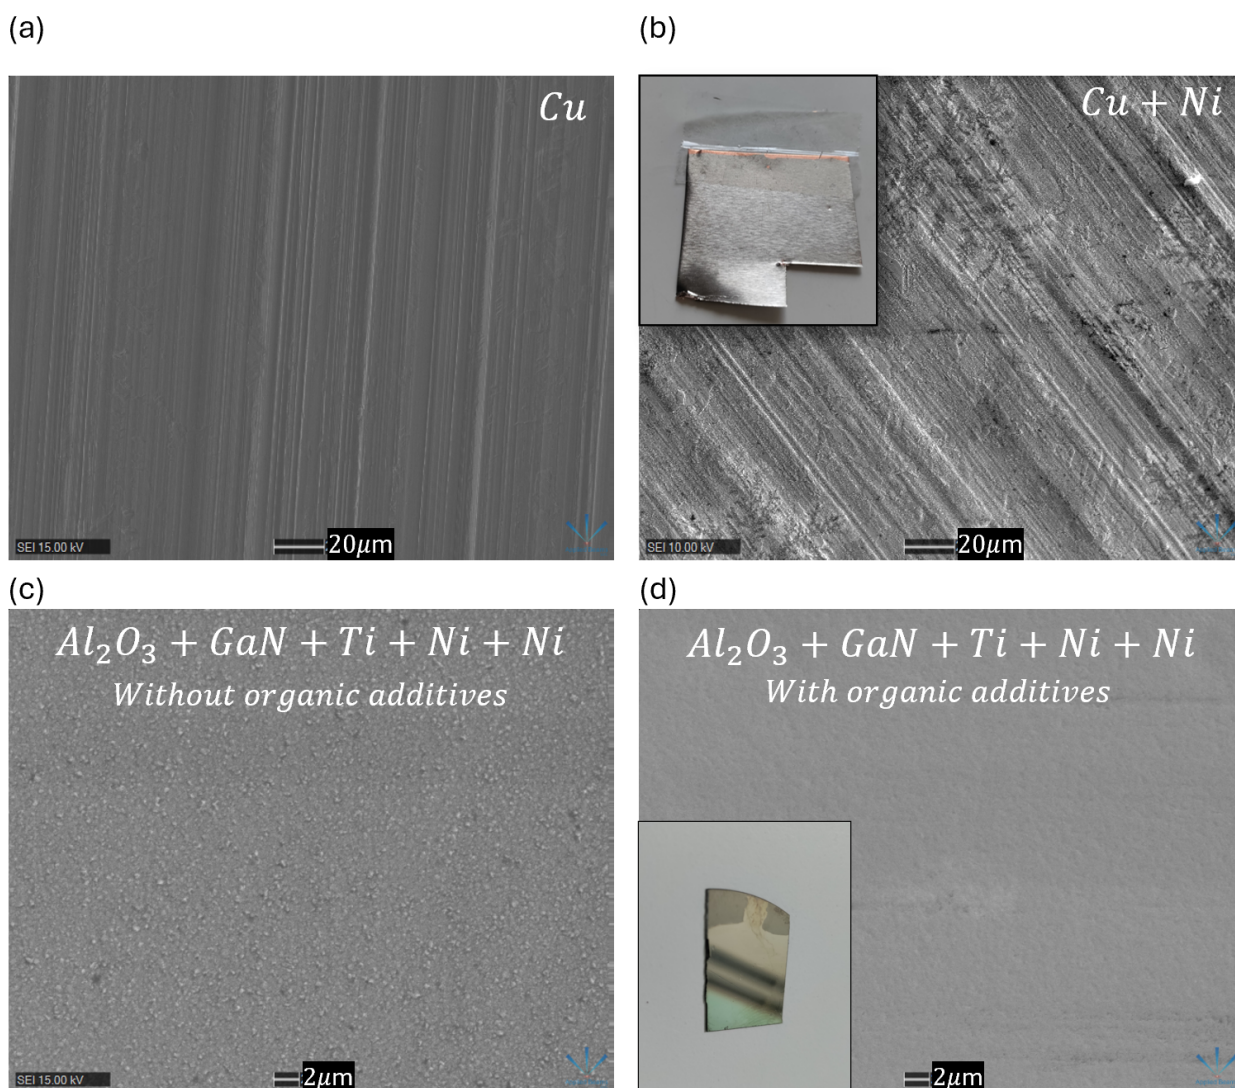 (a)
Cu
SEI 15.00 kV
20μm
(b)
Cu + Ni
SEI 10.00 kV
20μm
(c)
Al₂O₃ + GaN + Ti + Ni + Ni
Without organic additives
SEI 15.00 kV
2μm
(d)
Al₂O₃ + GaN + Ti + Ni + Ni
With organic additives
2μm